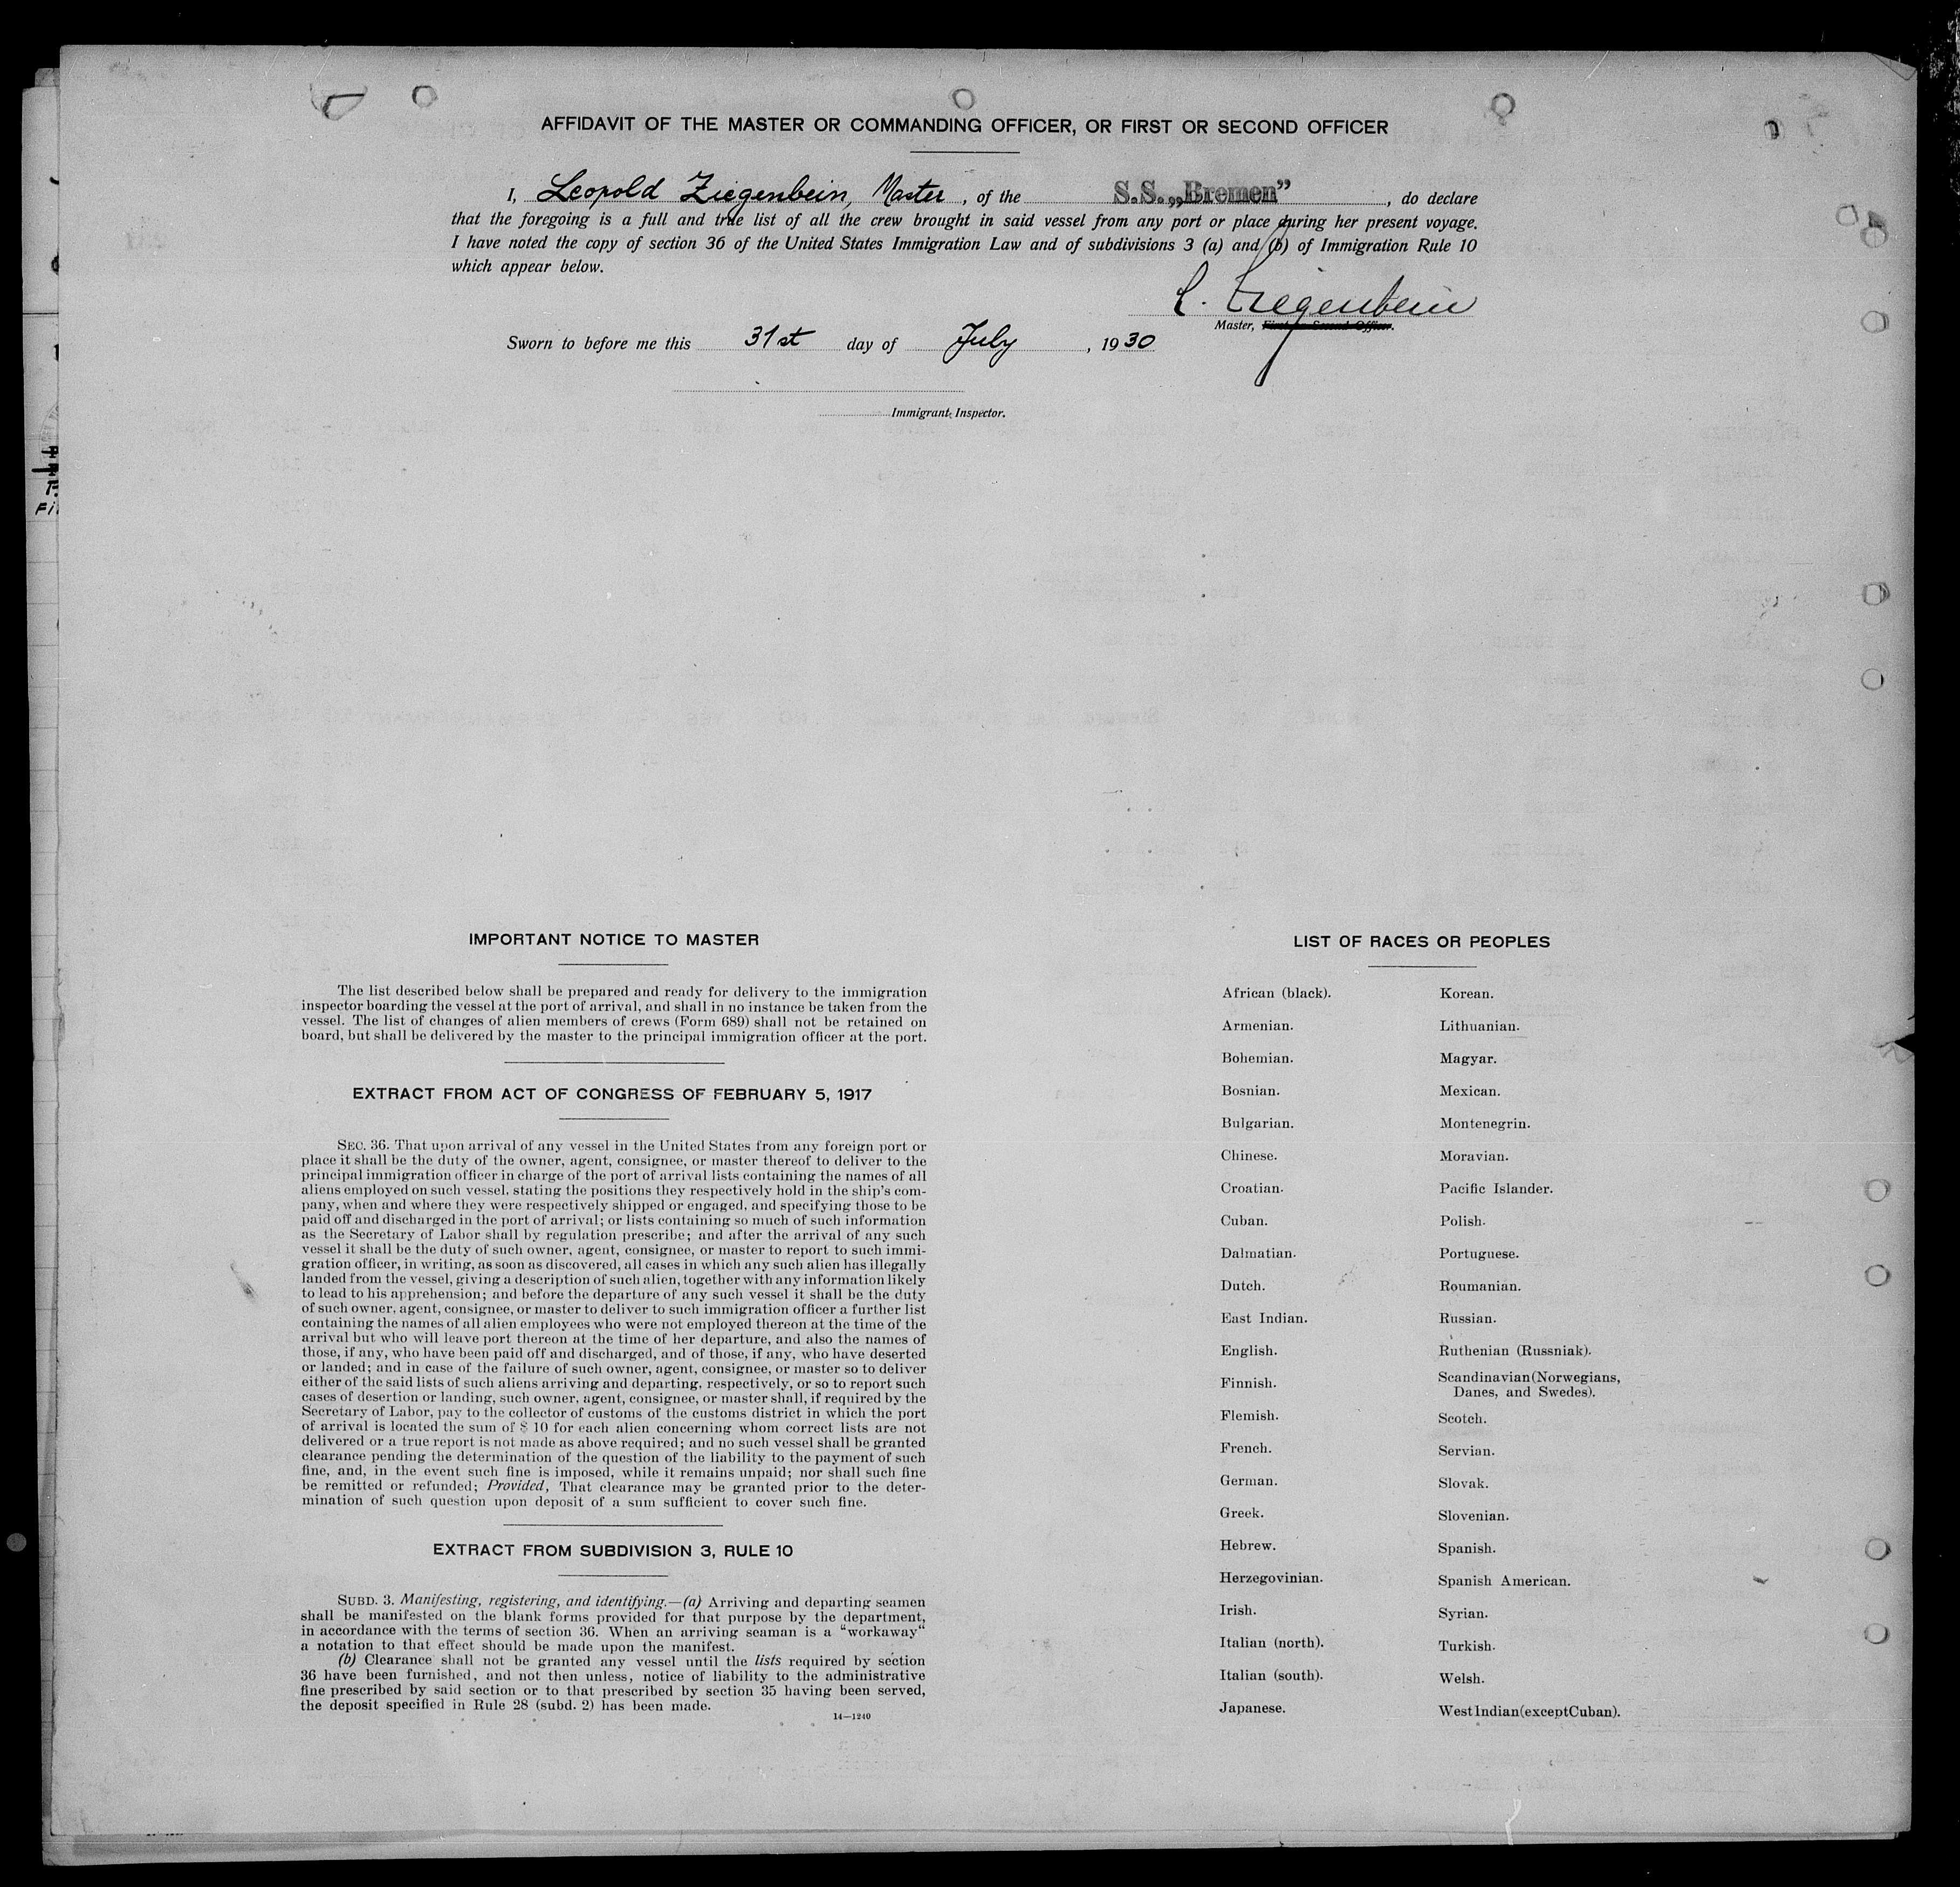 AFFIDAVIT OF THE MASTER OR COMMANDING OFFICER, OR FIRST OR SECOND OFFICER
I, Leopold Ziegenbein, Master, of the S.S. „Bremen”, do declare
that the foregoing is a full and true list of all the crew brought in said vessel from any port or place during her present voyage.
I have noted the copy of section 36 of the United States Immigration Law and of subdivisions 3 (a) and (b) of Immigration Rule 10
which appear below.
L. Ziegenbein
Master, First or Second Officer.
Sworn to before me this 31st day of July, 1930
Immigrant Inspector.
IMPORTANT NOTICE TO MASTER
The list described below shall be prepared and ready for delivery to the immigration
inspector boarding the vessel at the port of arrival, and shall in no instance be taken from the
vessel. The list of changes of alien members of crews (Form 689) shall not be retained on
board, but shall be delivered by the master to the principal immigration officer at the port.
EXTRACT FROM ACT OF CONGRESS OF FEBRUARY 5, 1917
SEC. 36. That upon arrival of any vessel in the United States from any foreign port or
place it shall be the duty of the owner, agent, consignee, or master thereof to deliver to the
principal immigration officer in charge of the port of arrival lists containing the names of all
aliens employed on such vessel, stating the positions they respectively hold in the ship's com-
pany, when and where they were respectively shipped or engaged, and specifying those to be
paid off and discharged in the port of arrival; or lists containing so much of such information
as the Secretary of Labor shall by regulation prescribe; and after the arrival of any such
vessel it shall be the duty of such owner, agent, consignee, or master to report to such immi-
gration officer, in writing, as soon as discovered, all cases in which any such alien has illegally
landed from the vessel, giving a description of such alien, together with any information likely
to lead to his apprehension; and before the departure of any such vessel it shall be the duty
of such owner, agent, consignee, or master to deliver to such immigration officer a further list
containing the names of all alien employees who were not employed thereon at the time of the
arrival but who will leave port thereon at the time of her departure, and also the names of
those, if any, who have been paid off and discharged, and of those, if any, who have deserted
or landed; and in case of the failure of such owner, agent, consignee, or master so to deliver
either of the said lists of such aliens arriving and departing, respectively, or so to report such
cases of desertion or landing, such owner, agent, consignee, or master shall, if required by the
Secretary of Labor, pay to the collector of customs of the customs district in which the port
of arrival is located the sum of $ 10 for each alien concerning whom correct lists are not
delivered or a true report is not made as above required; and no such vessel shall be granted
clearance pending the determination of the question of the liability to the payment of such
fine, and, in the event such fine is imposed, while it remains unpaid; nor shall such fine
be remitted or refunded; Provided, That clearance may be granted prior to the deter-
mination of such question upon deposit of a sum sufficient to cover such fine.
EXTRACT FROM SUBDIVISION 3, RULE 10
SUBD. 3. Manifesting, registering, and identifying.—(a) Arriving and departing seamen
shall be manifested on the blank forms provided for that purpose by the department,
in accordance with the terms of section 36. When an arriving seaman is a “workaway“
a notation to that effect should be made upon the manifest.
(b) Clearance shall not be granted any vessel until the lists required by section
36 have been furnished, and not then unless, notice of liability to the administrative
fine prescribed by said section or to that prescribed by section 35 having been served,
the deposit specified in Rule 28 (subd. 2) has been made.
14—1240
LIST OF RACES OR PEOPLES
African (black).
Armenian.
Bohemian.
Bosnian.
Bulgarian.
Chinese.
Croatian.
Cuban.
Dalmatian.
Dutch.
East Indian.
English.
Finnish.
Flemish.
French.
German.
Greek.
Hebrew.
Herzegovinian.
Irish.
Italian (north).
Italian (south).
Japanese.
Korean.
Lithuanian.
Magyar.
Mexican.
Montenegrin.
Moravian.
Pacific Islander.
Polish.
Portuguese.
Roumanian.
Russian.
Ruthenian (Russniak).
Scandinavian (Norwegians,
Danes, and Swedes).
Scotch.
Servian.
Slovak.
Slovenian.
Spanish.
Spanish American.
Syrian.
Turkish.
Welsh.
West Indian (except Cuban).